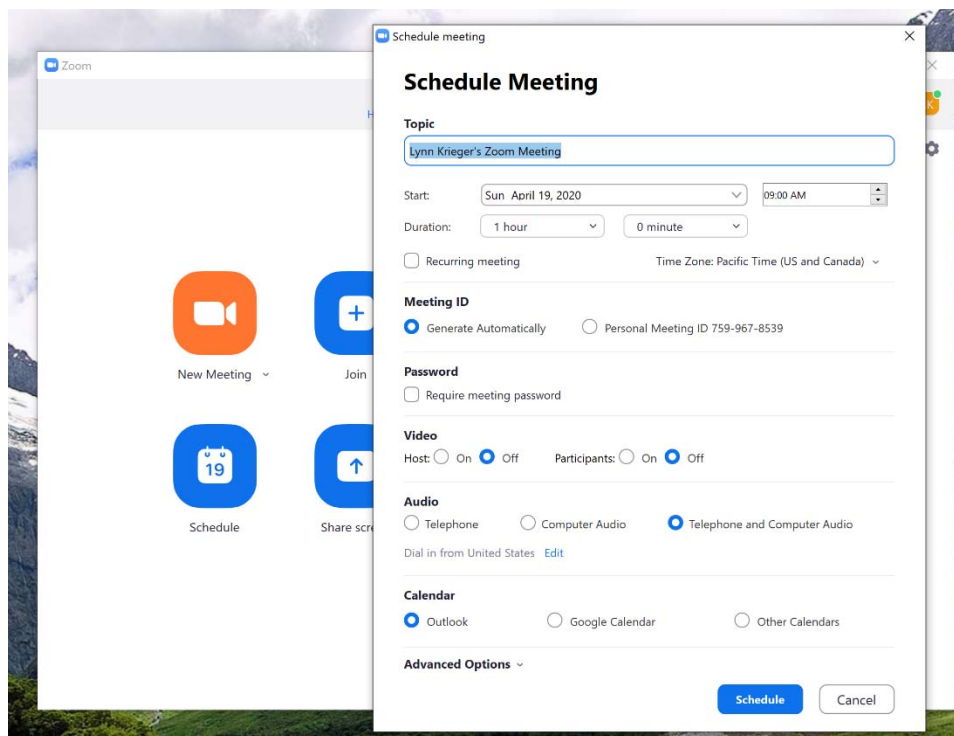 Schedule meeting
Zoom
H
K
Schedule Meeting
Topic
Lynn Krieger's Zoom Meeting
Start: Sun April 19, 2020 09:00 AM
Duration: 1 hour 0 minute
Recurring meeting Time Zone: Pacific Time (US and Canada)
Meeting ID
Generate Automatically Personal Meeting ID 759-967-8539
Password
Require meeting password
Video
Host: On Off Participants: On Off
Audio
Telephone Computer Audio Telephone and Computer Audio
Dial in from United States Edit
Calendar
Outlook Google Calendar Other Calendars
Advanced Options
Schedule Cancel
New Meeting Join
19
Schedule Share scre